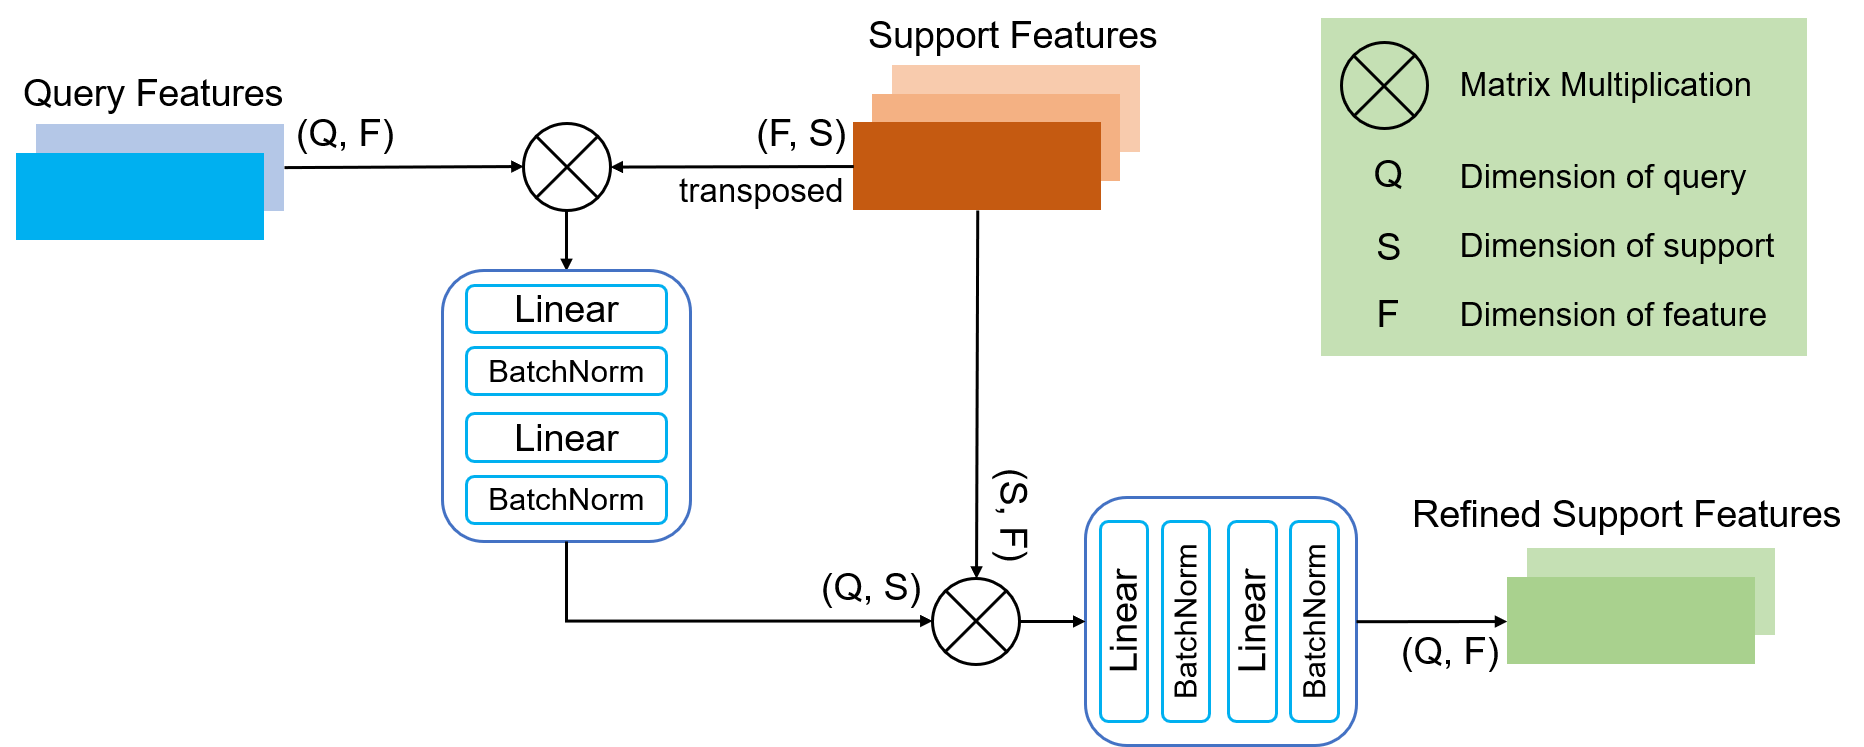 Support Features
Query Features
(Q, F)
(F, S)
transposed
Matrix Multiplication
Q Dimension of query
S Dimension of support
F Dimension of feature
Linear
BatchNorm
Linear
BatchNorm
(S, F)
(Q, S)
Linear
BatchNorm
Linear
BatchNorm
Refined Support Features
(Q, F)